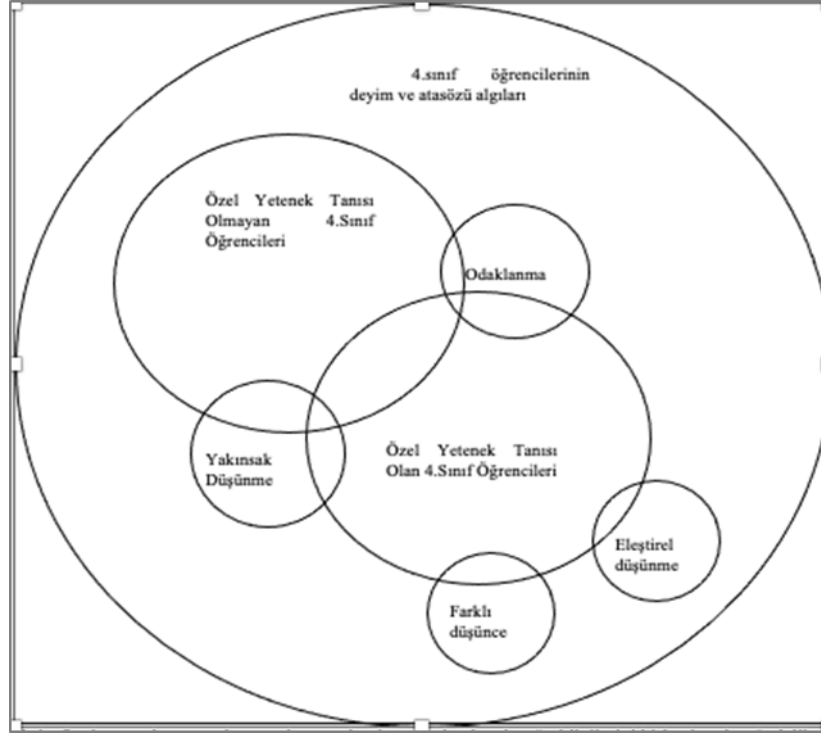 4.sınıf öğrencilerinin
deyim ve atasözü algıları
Özel Yetenek Tanısı
Olmayan 4.Sınıf
Öğrencileri
Odaklanma
Özel Yetenek Tanısı
Olan 4.Sınıf Öğrencileri
Yakınsak
Düşünme
Eleştirel
düşünme
Farklı
düşünce